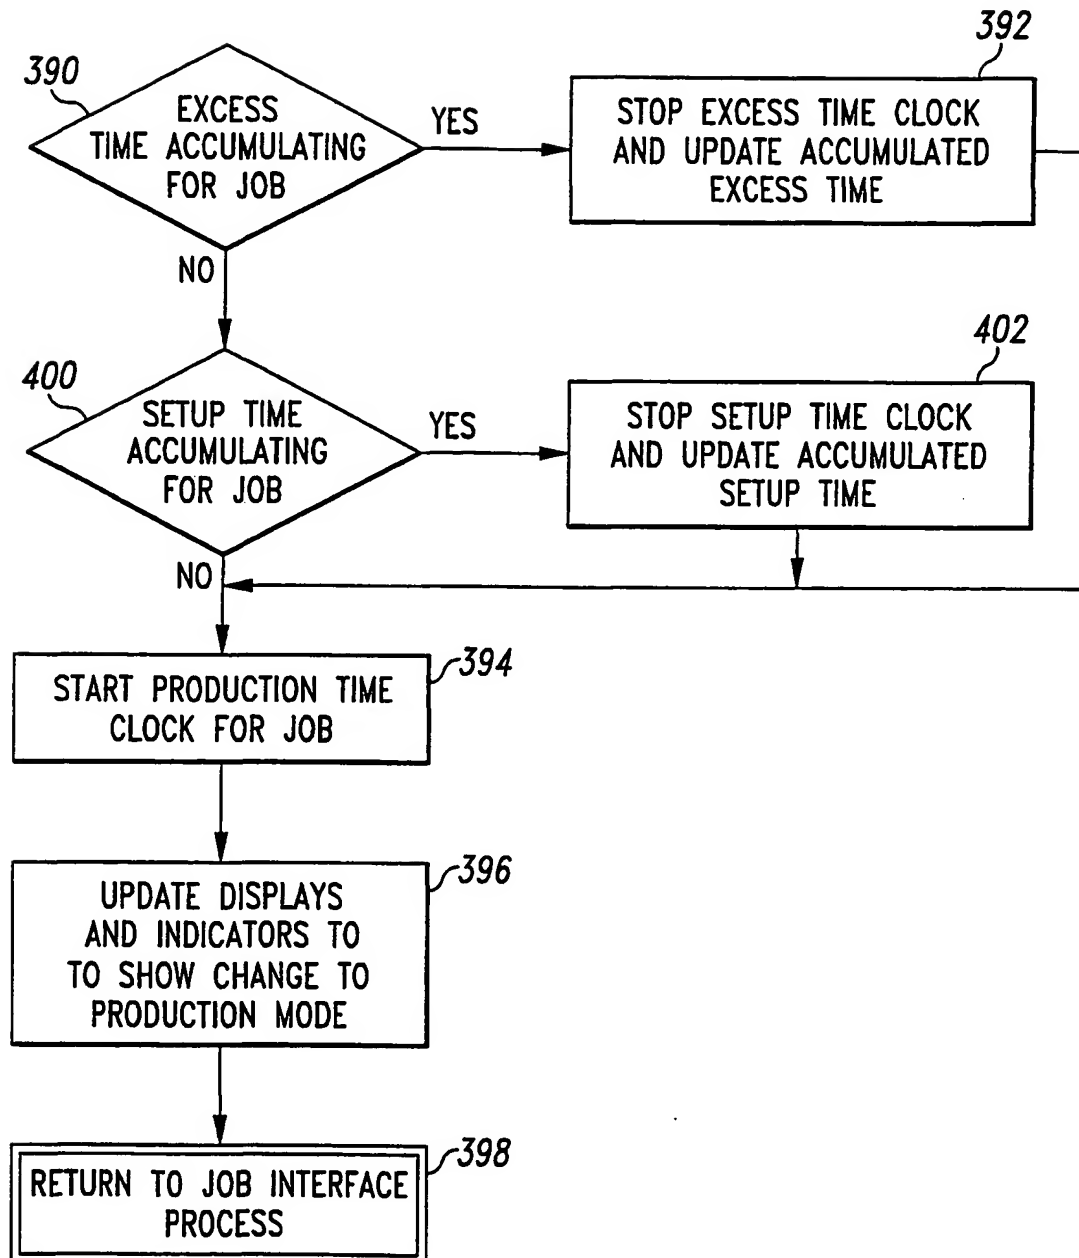 390
EXCESS
TIME ACCUMULATING
FOR JOB
YES
392
STOP EXCESS TIME CLOCK
AND UPDATE ACCUMULATED
EXCESS TIME
NO
400
SETUP TIME
ACCUMULATING
FOR JOB
YES
402
STOP SETUP TIME CLOCK
AND UPDATE ACCUMULATED
SETUP TIME
NO
394
START PRODUCTION TIME
CLOCK FOR JOB
396
UPDATE DISPLAYS
AND INDICATORS TO
TO SHOW CHANGE TO
PRODUCTION MODE
398
RETURN TO JOB INTERFACE
PROCESS